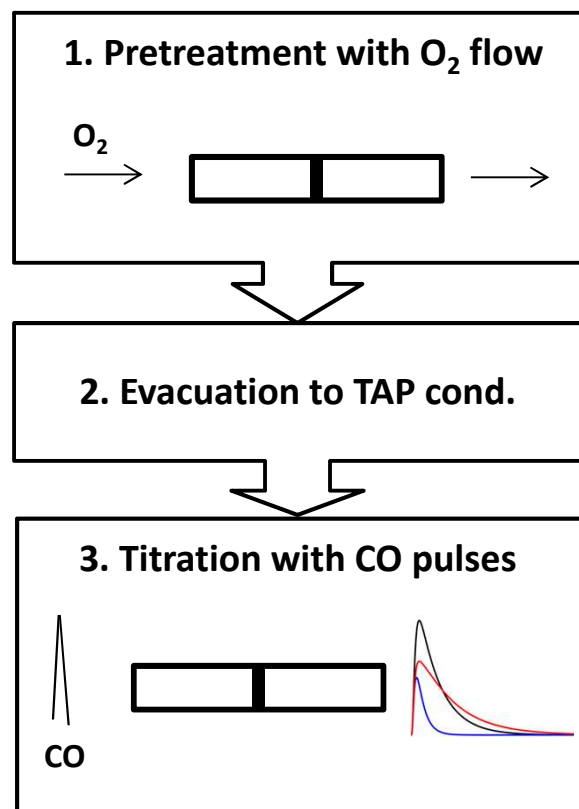 1. Pretreatment with O₂ flow
O₂
2. Evacuation to TAP cond.
3. Titration with CO pulses
CO